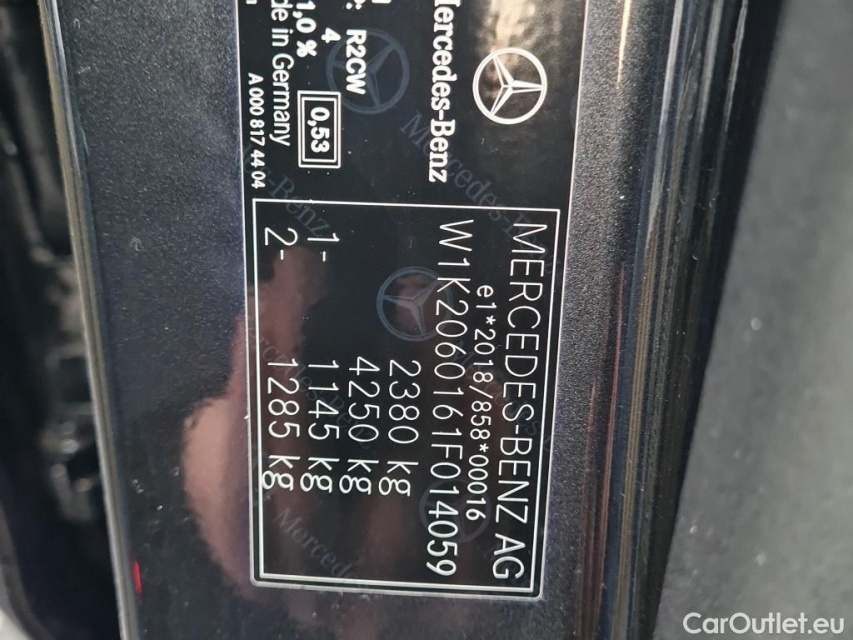 MERCEDES-BENZ AG
e1*2018/858*00016
W1K2060161F014059
2380 kg
4250 kg
1- 1145 kg
2- 1285 kg
Mercedes-Benz
R2CW
4
1,0 %
0,53
de in Germany
A 000 817 44 04
CarOutlet.eu